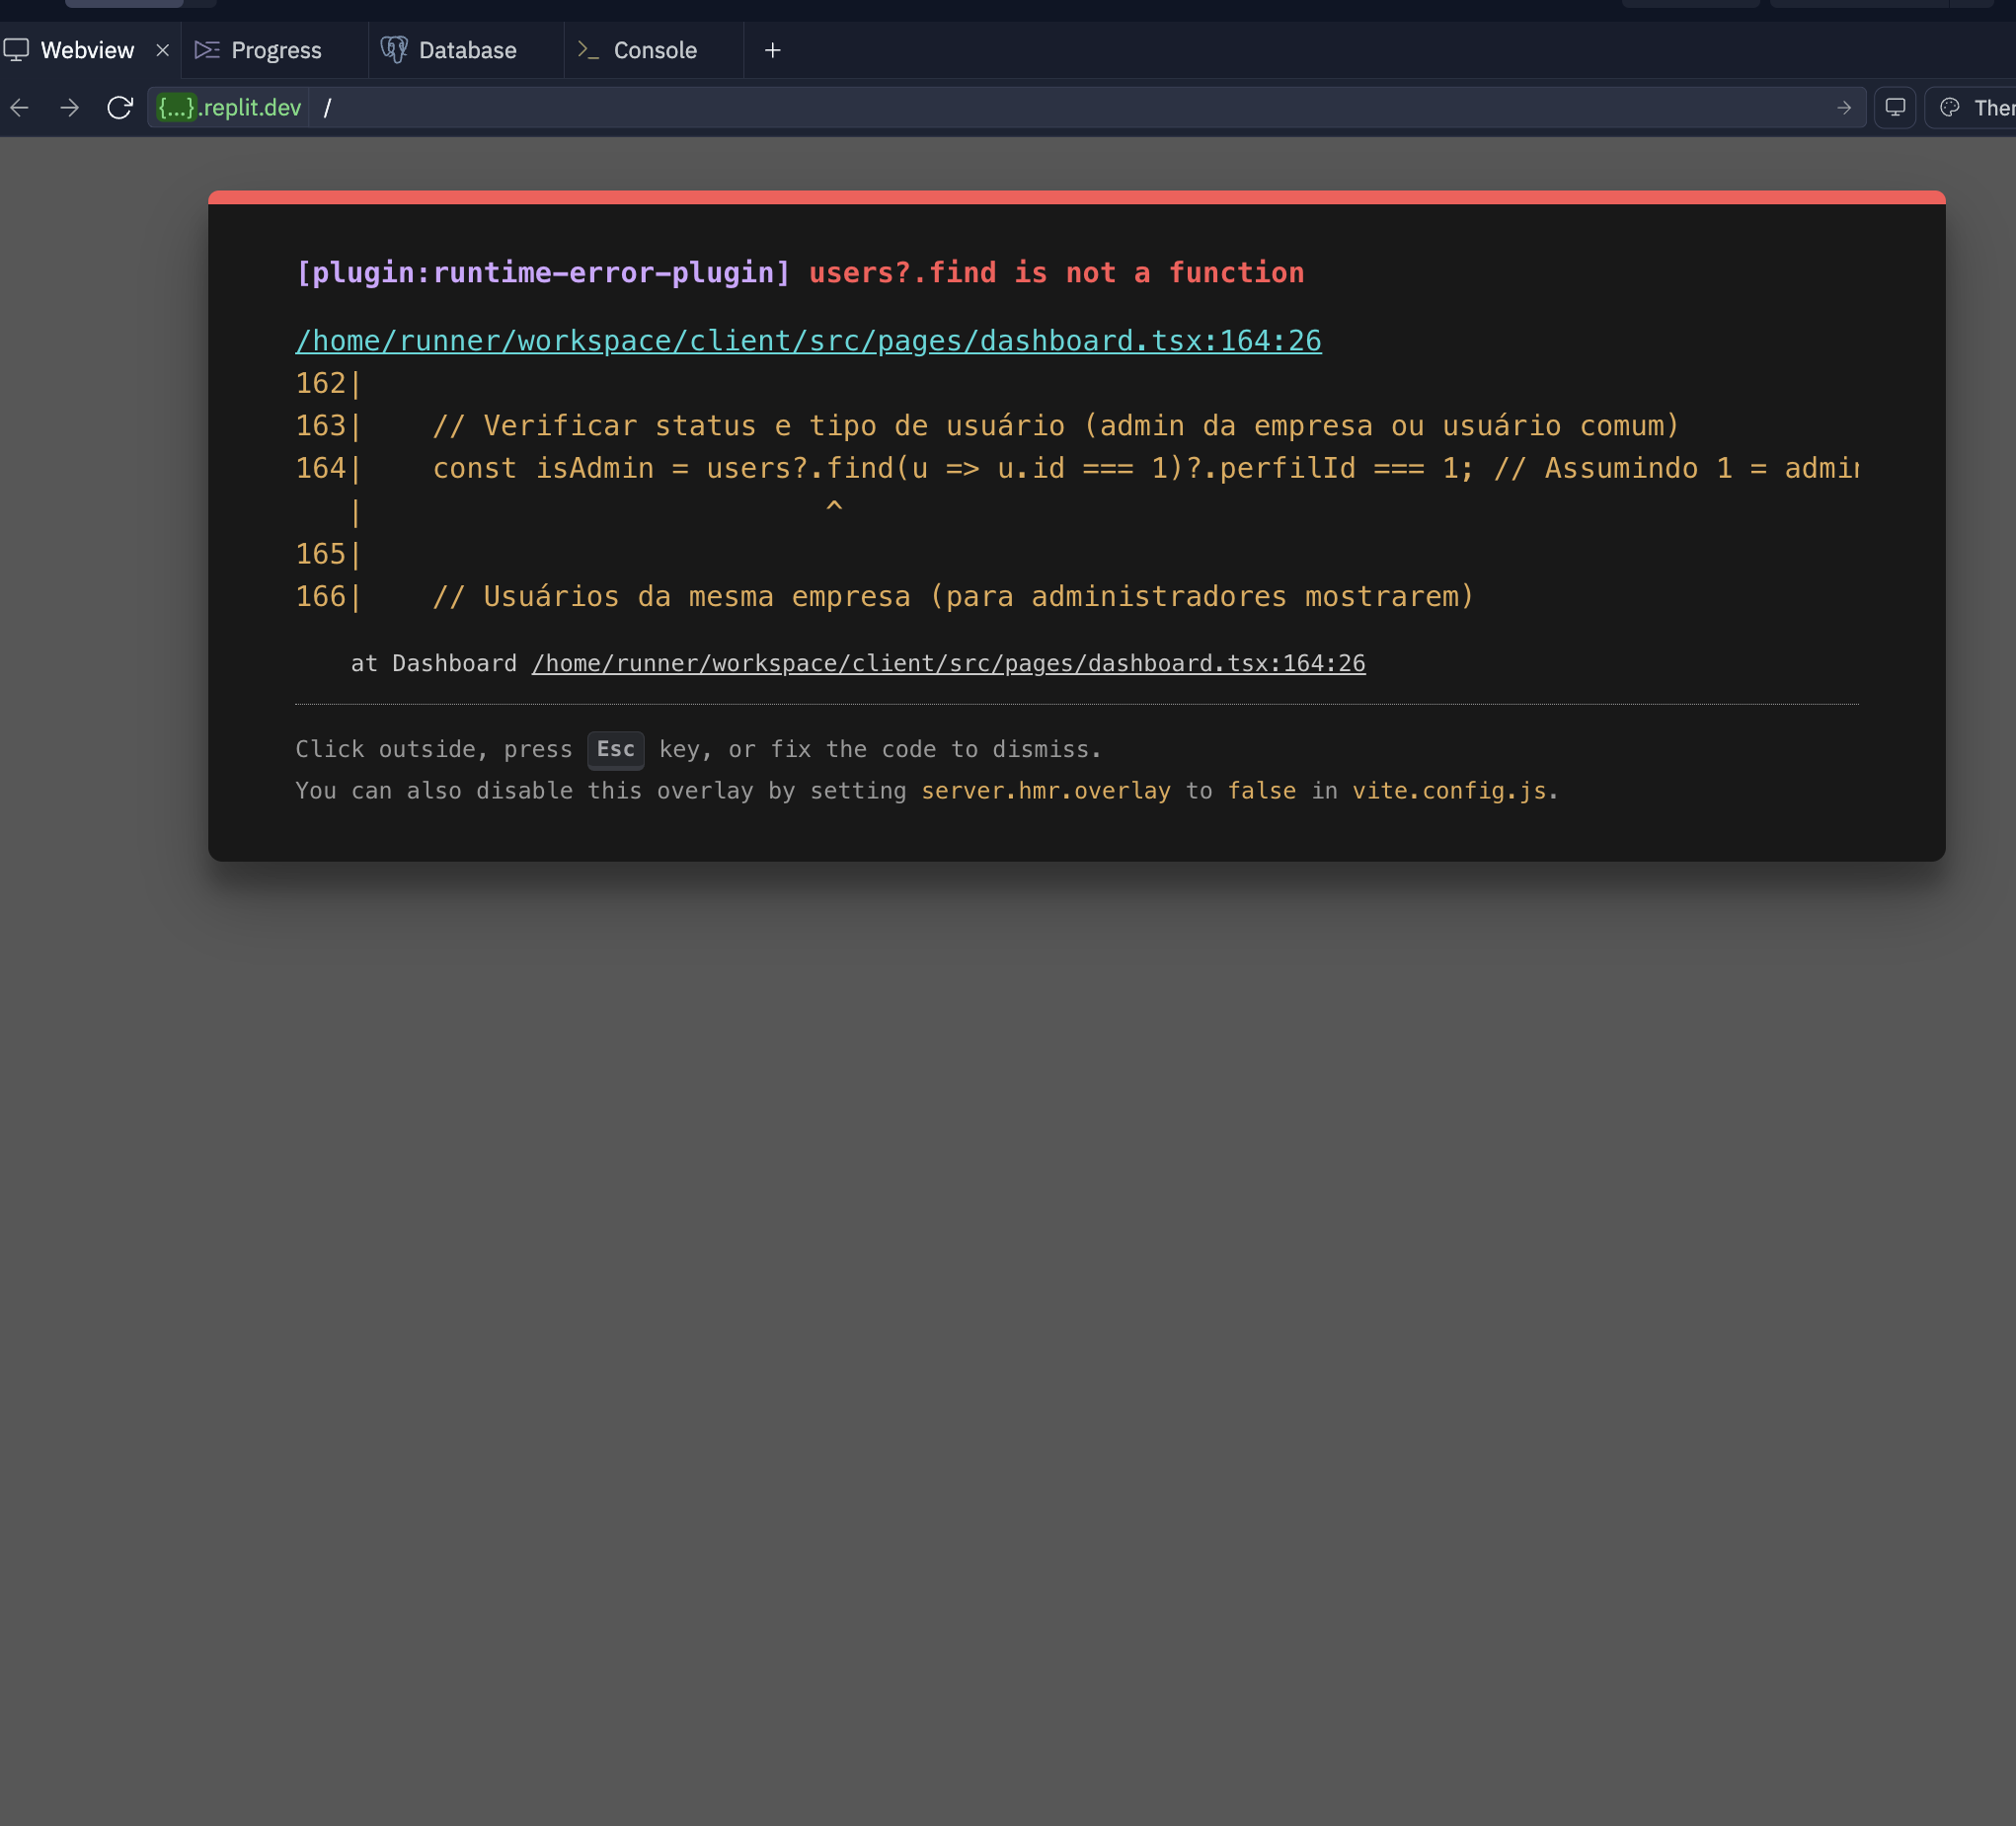 Webview
Progress
Database
Console
{...}.replit.dev /
[plugin:runtime-error-plugin] users?.find is not a function
/home/runner/workspace/client/src/pages/dashboard.tsx:164:26
162|
163|    // Verificar status e tipo de usuário (admin da empresa ou usuário comum)
164|    const isAdmin = users?.find(u => u.id === 1)?.perfilId === 1; // Assumindo 1 =
   |                           ^
165|
166|    // Usuários da mesma empresa (para administradores mostrarem)
at Dashboard /home/runner/workspace/client/src/pages/dashboard.tsx:164:26
Click outside, press Esc key, or fix the code to dismiss.
You can also disable this overlay by setting server.hmr.overlay to false in vite.config.js.